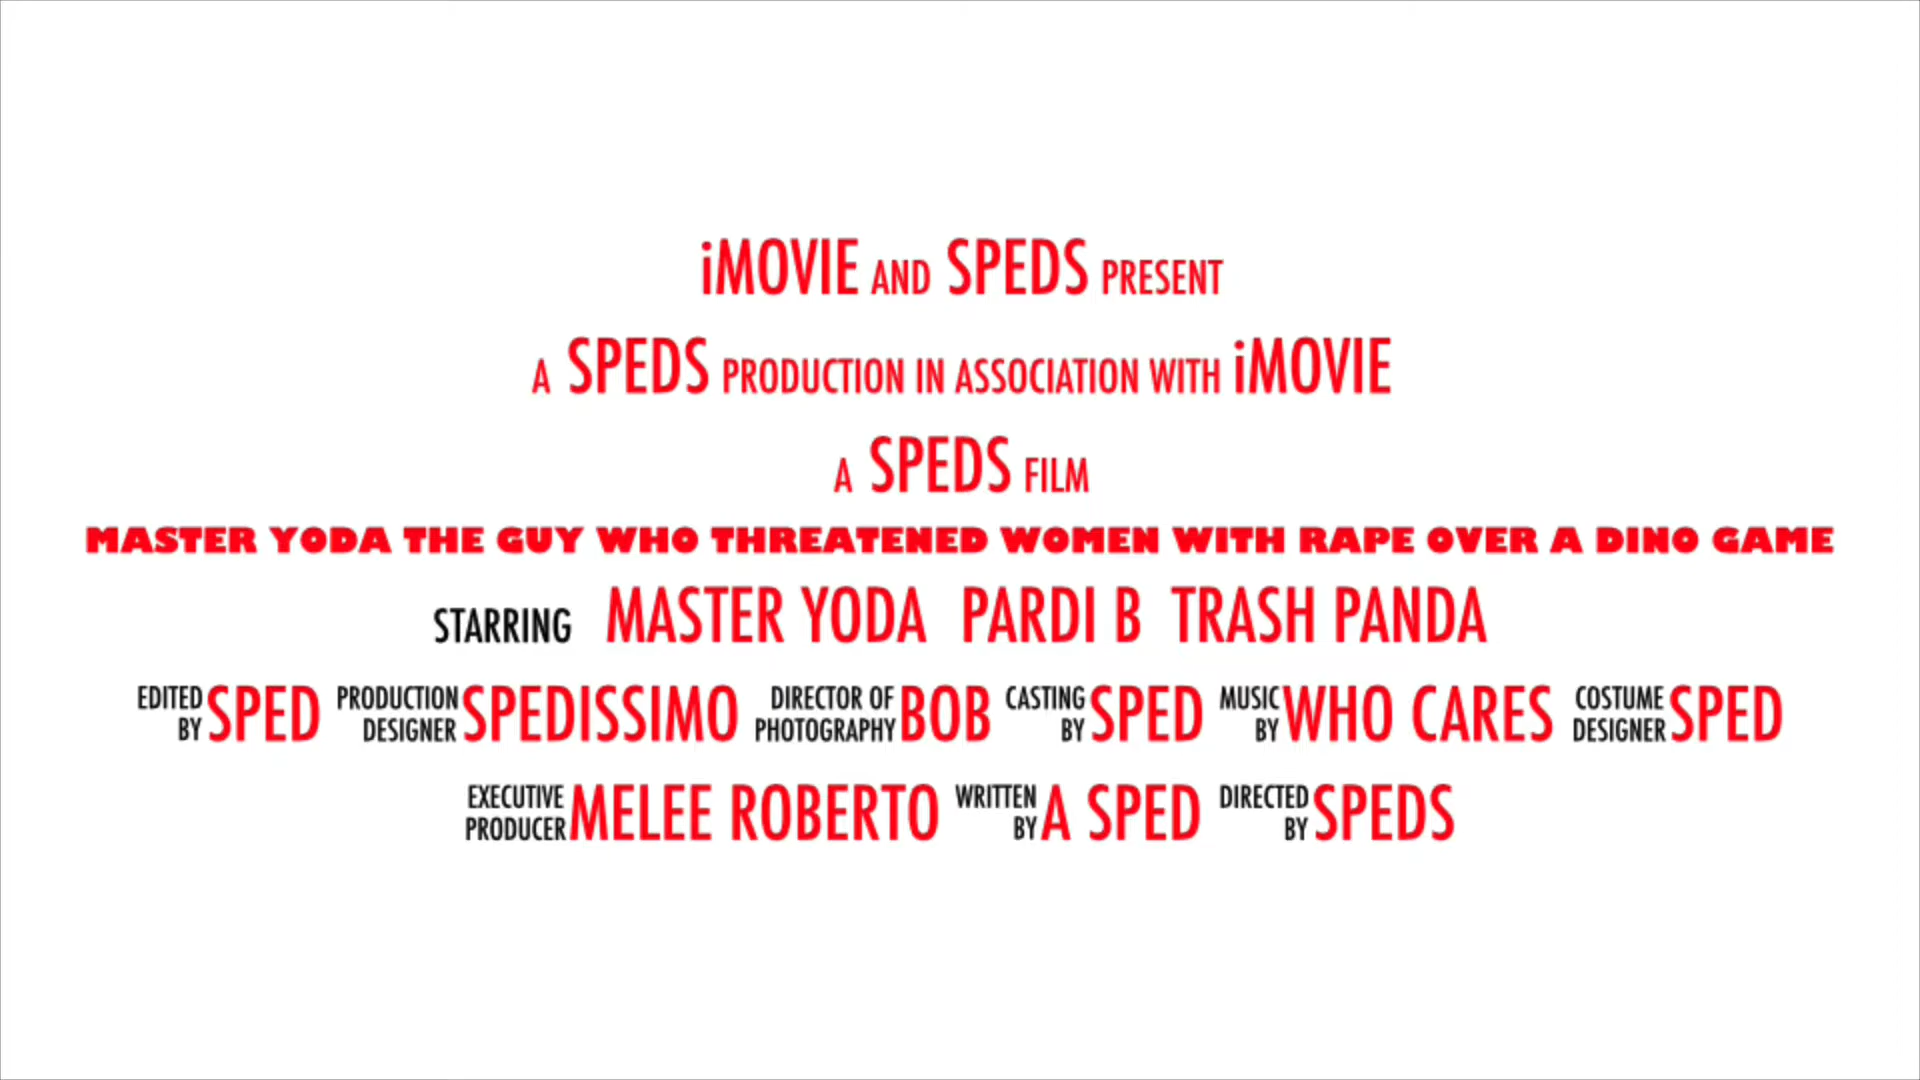 iMOVIE AND SPEDS PRESENT
A SPEDS PRODUCTION IN ASSOCIATION WITH iMOVIE
A SPEDS FILM
MASTER YODA THE GUY WHO THREATENED WOMEN WITH RAPE OVER A DINO GAME
STARRING MASTER YODA PARDI B TRASH PANDA
EDITED BY SPED PRODUCTION DESIGNER SPEDISSIMO DIRECTOR OF PHOTOGRAPHY BOB CASTING BY SPED MUSIC BY WHO CARES COSTUME DESIGNER SPED
EXECUTIVE PRODUCER MELEE ROBERTO WRITTEN BY A SPED DIRECTED BY SPEDS